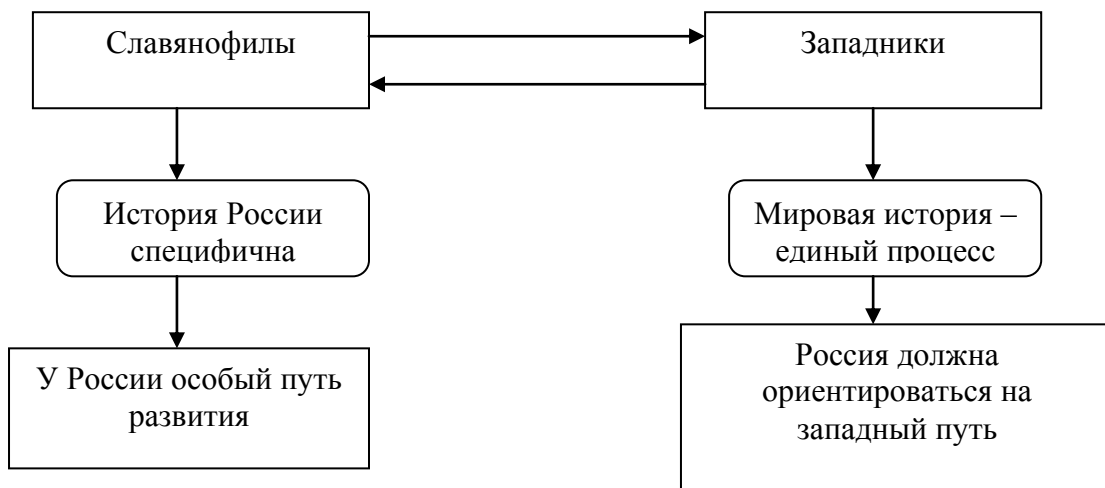 Славянофилы
Западники
История России
специфична
Мировая история –
единый процесс
У России особый путь
развития
Россия должна
ориентироваться на
западный путь